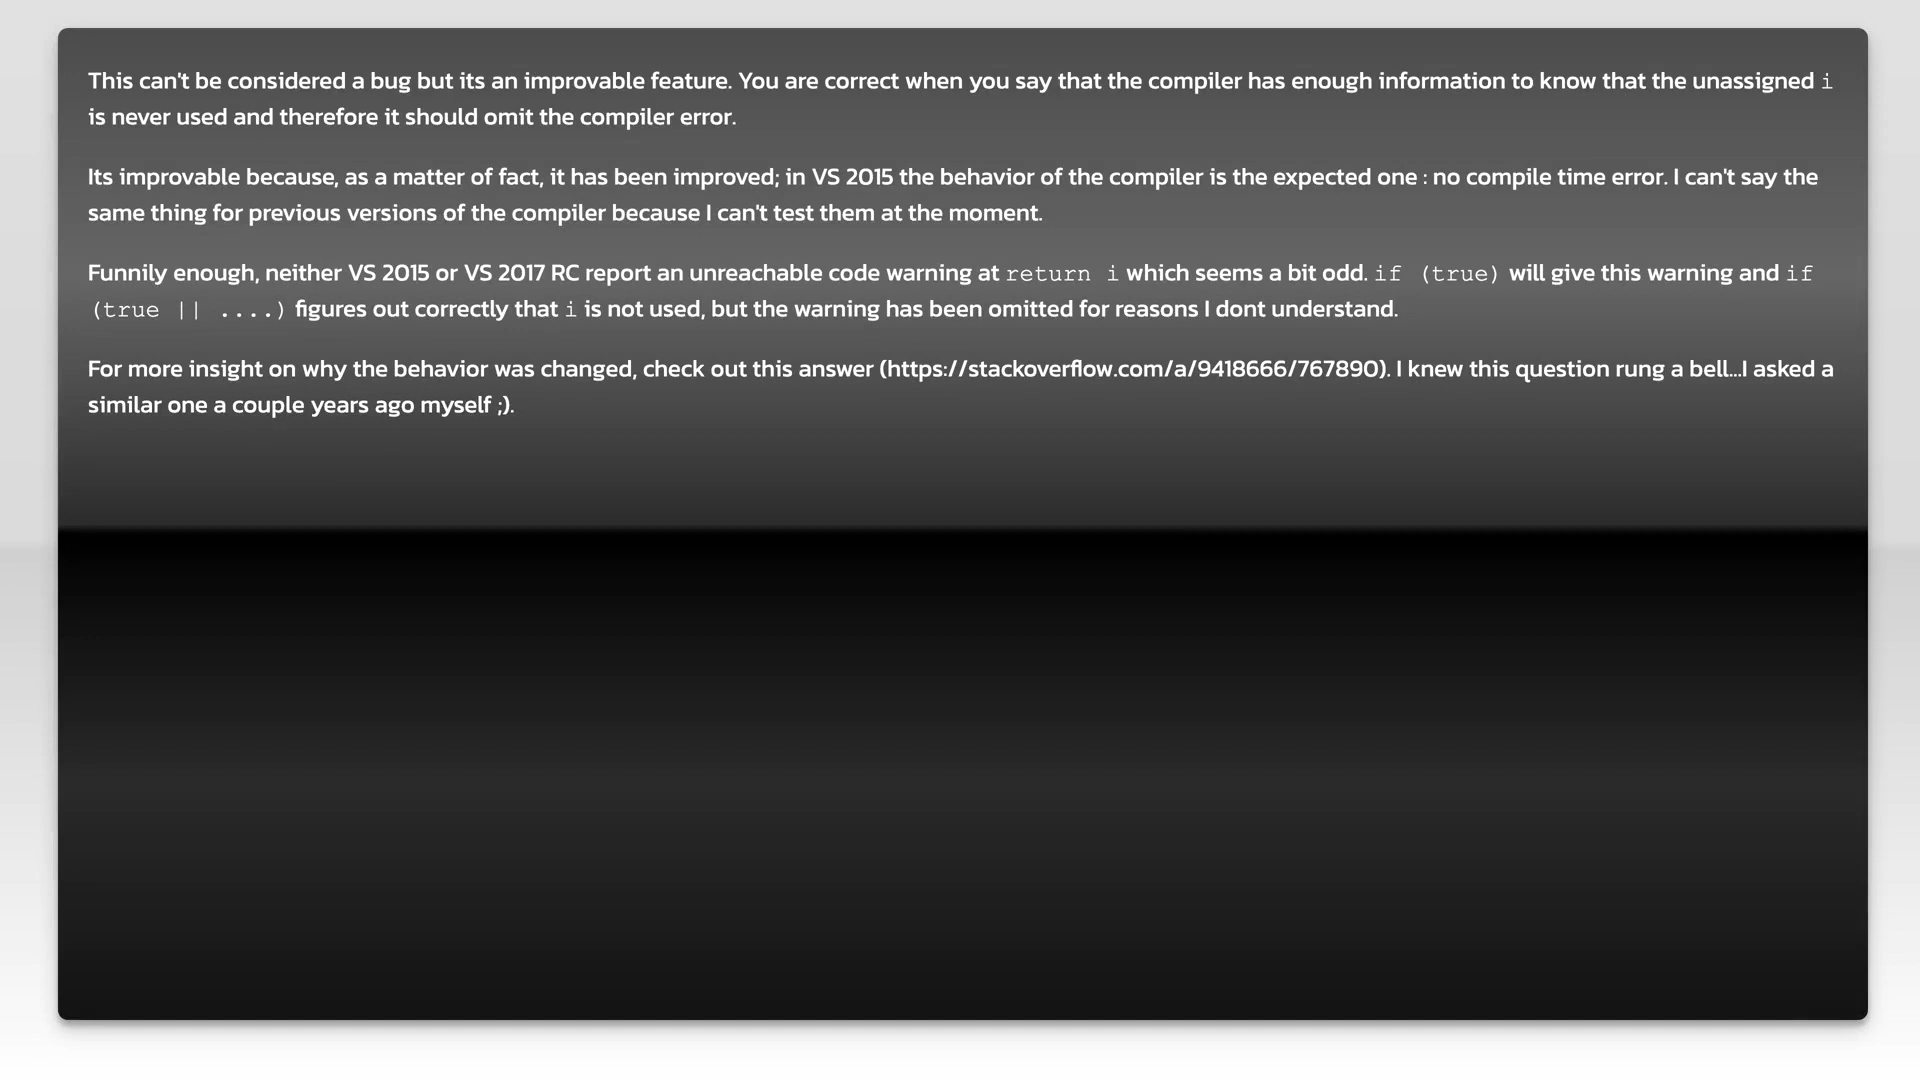 This can't be considered a bug but its an improvable feature. You are correct when you say that the compiler has enough information to know that the unassigned i
is never used and therefore it should omit the compiler error.
Its improvable because, as a matter of fact, it has been improved; in VS 2015 the behavior of the compiler is the expected one : no compile time error. I can't say the
same thing for previous versions of the compiler because I can't test them at the moment.
Funnily enough, neither VS 2015 or VS 2017 RC report an unreachable code warning at return i which seems a bit odd. if (true) will give this warning and if
(true || ....) figures out correctly that i is not used, but the warning has been omitted for reasons I dont understand.
For more insight on why the behavior was changed, check out this answer (https://stackoverflow.com/a/9418666/767890). I knew this question rung a bell...I asked a
similar one a couple years ago myself ;).